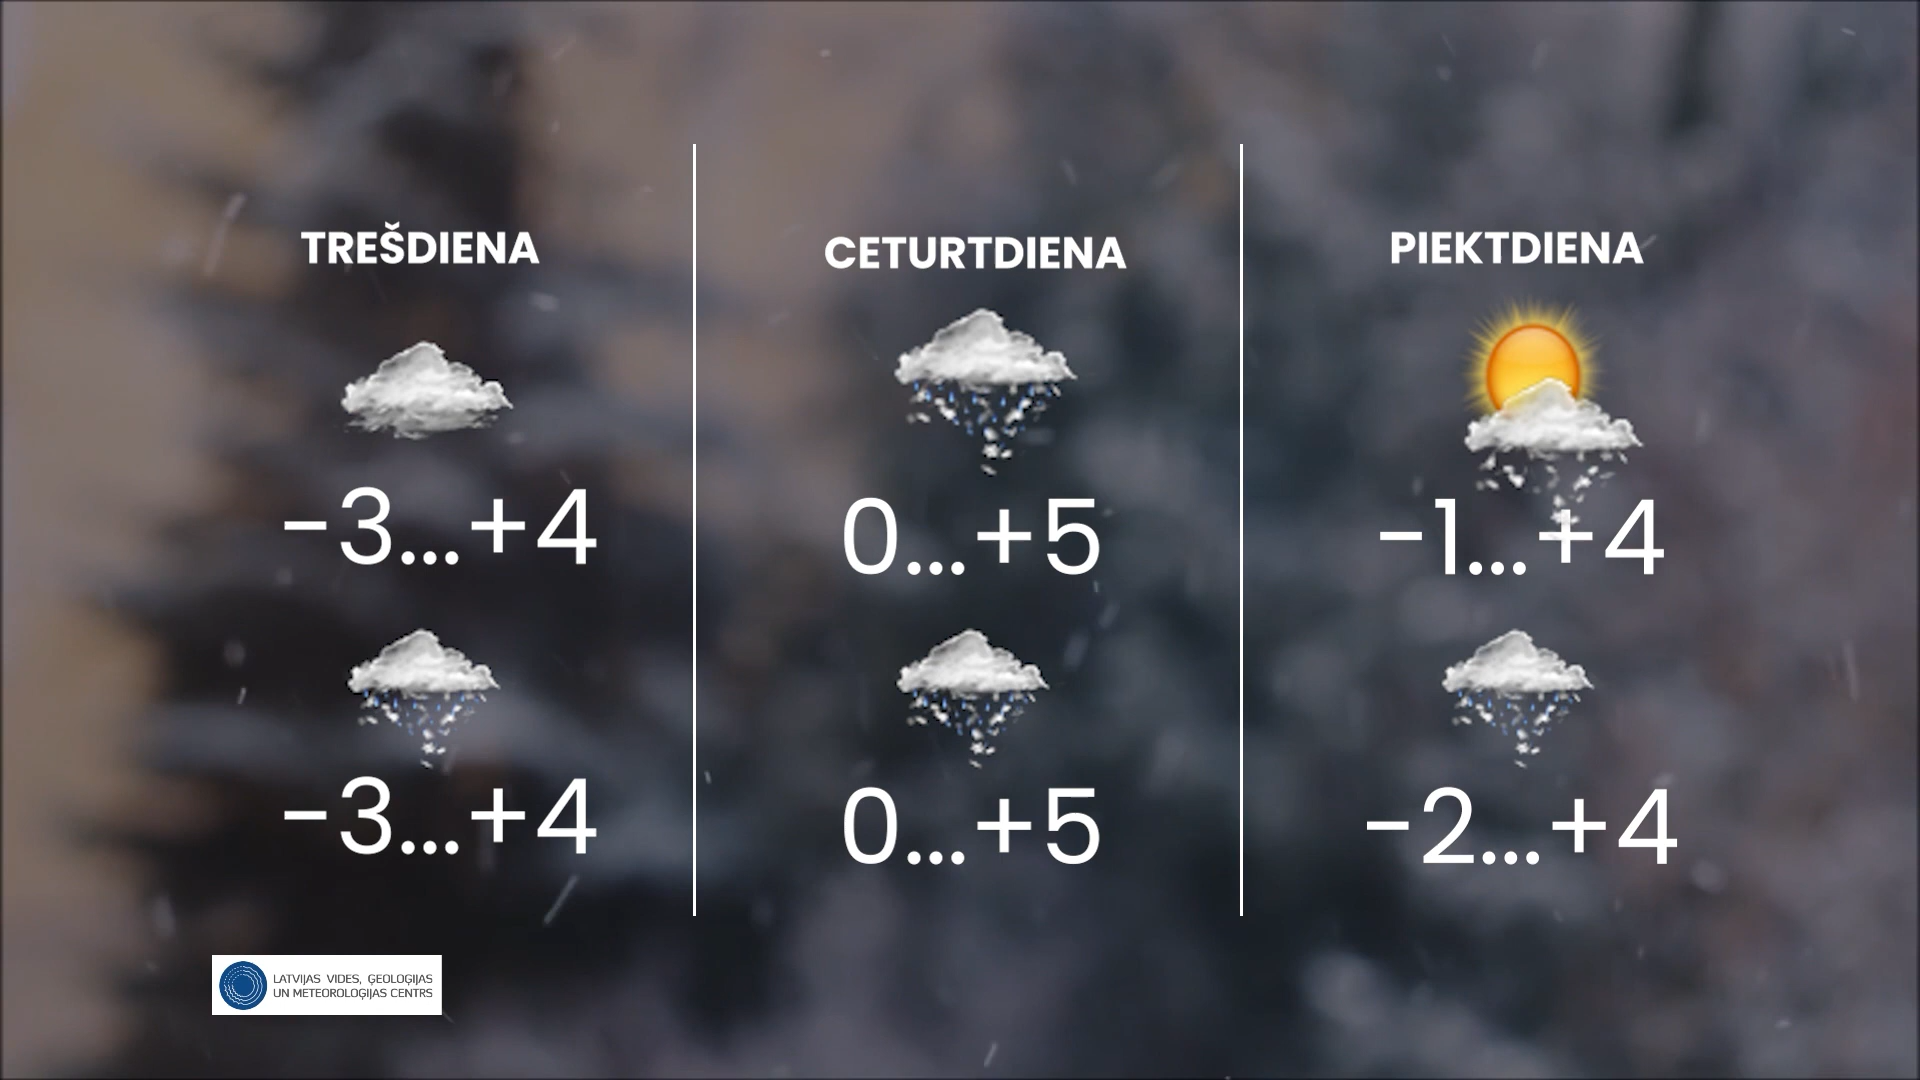 TREŠDIENA
-3...+4
-3...+4
CETURTDIENA
0...+5
0...+5
PIEKTDIENA
-1...+4
-2...+4
LATVIJAS VIDES, ĢEOLOĢIJAS
UN METEOROLOĢIJAS CENTRS